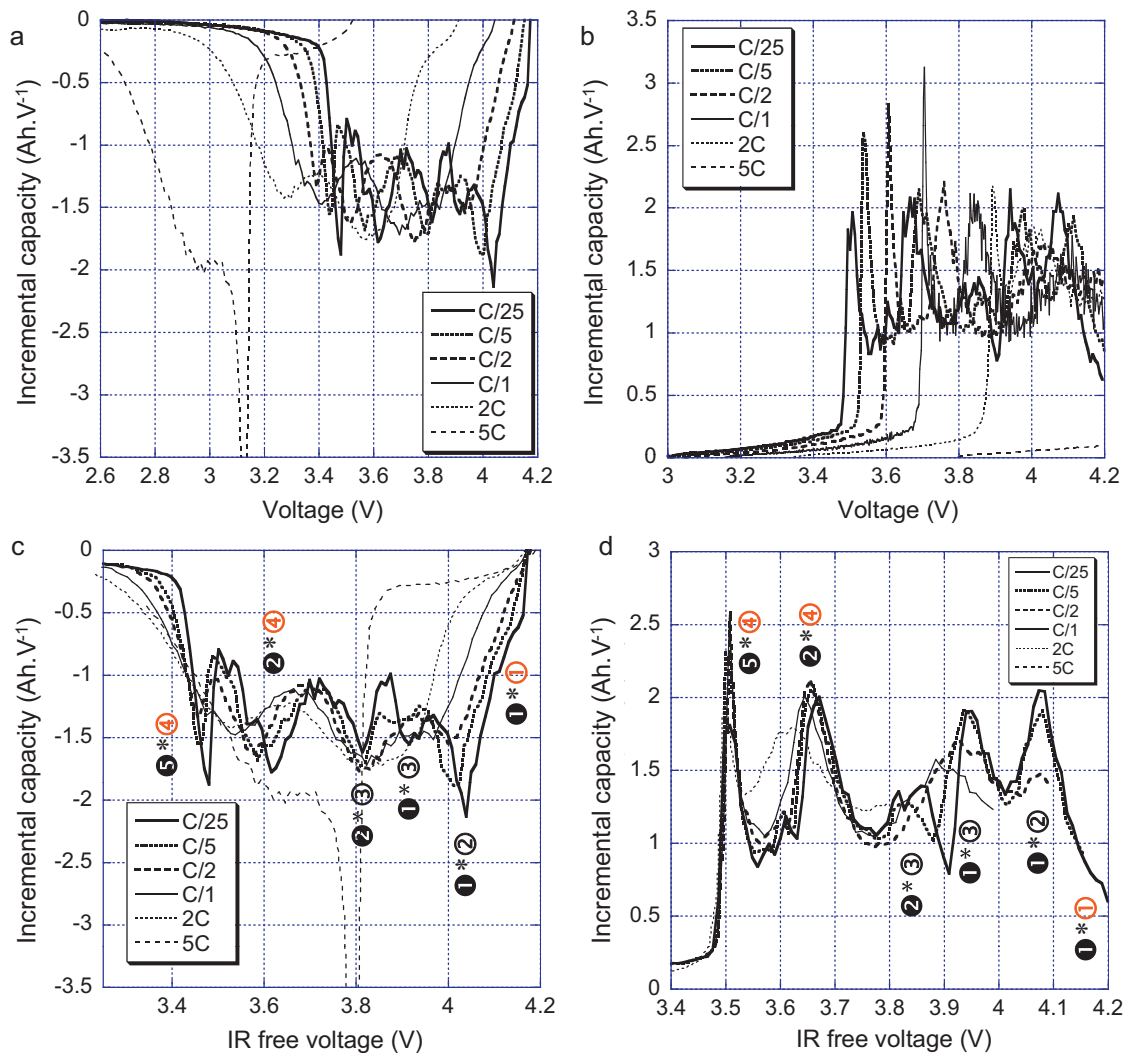 a
Incremental capacity (Ah.V⁻¹)
0
-0.5
-1
-1.5
-2
-2.5
-3
-3.5
2.6 2.8 3 3.2 3.4 3.6 3.8 4 4.2
Voltage (V)
C/25
C/5
C/2
C/1
2C
5C
b
Incremental capacity (Ah.V⁻¹)
3.5
3
2.5
2
1.5
1
0.5
0
3 3.2 3.4 3.6 3.8 4 4.2
Voltage (V)
C/25
C/5
C/2
C/1
2C
5C
c
Incremental capacity (Ah.V⁻¹)
0
-0.5
-1
-1.5
-2
-2.5
-3
-3.5
3.4 3.6 3.8 4 4.2
IR free voltage (V)
❺*④
❷*④
❷*③
❶*③
❶*②
❶*①
C/25
C/5
C/2
C/1
2C
5C
d
Incremental capacity (Ah.V⁻¹)
3
2.5
2
1.5
1
0.5
0
3.4 3.5 3.6 3.7 3.8 3.9 4 4.1 4.2
IR free voltage (V)
❺*④
❷*④
❷*③
❶*③
❶*②
❶*①
C/25
C/5
C/2
C/1
2C
5C